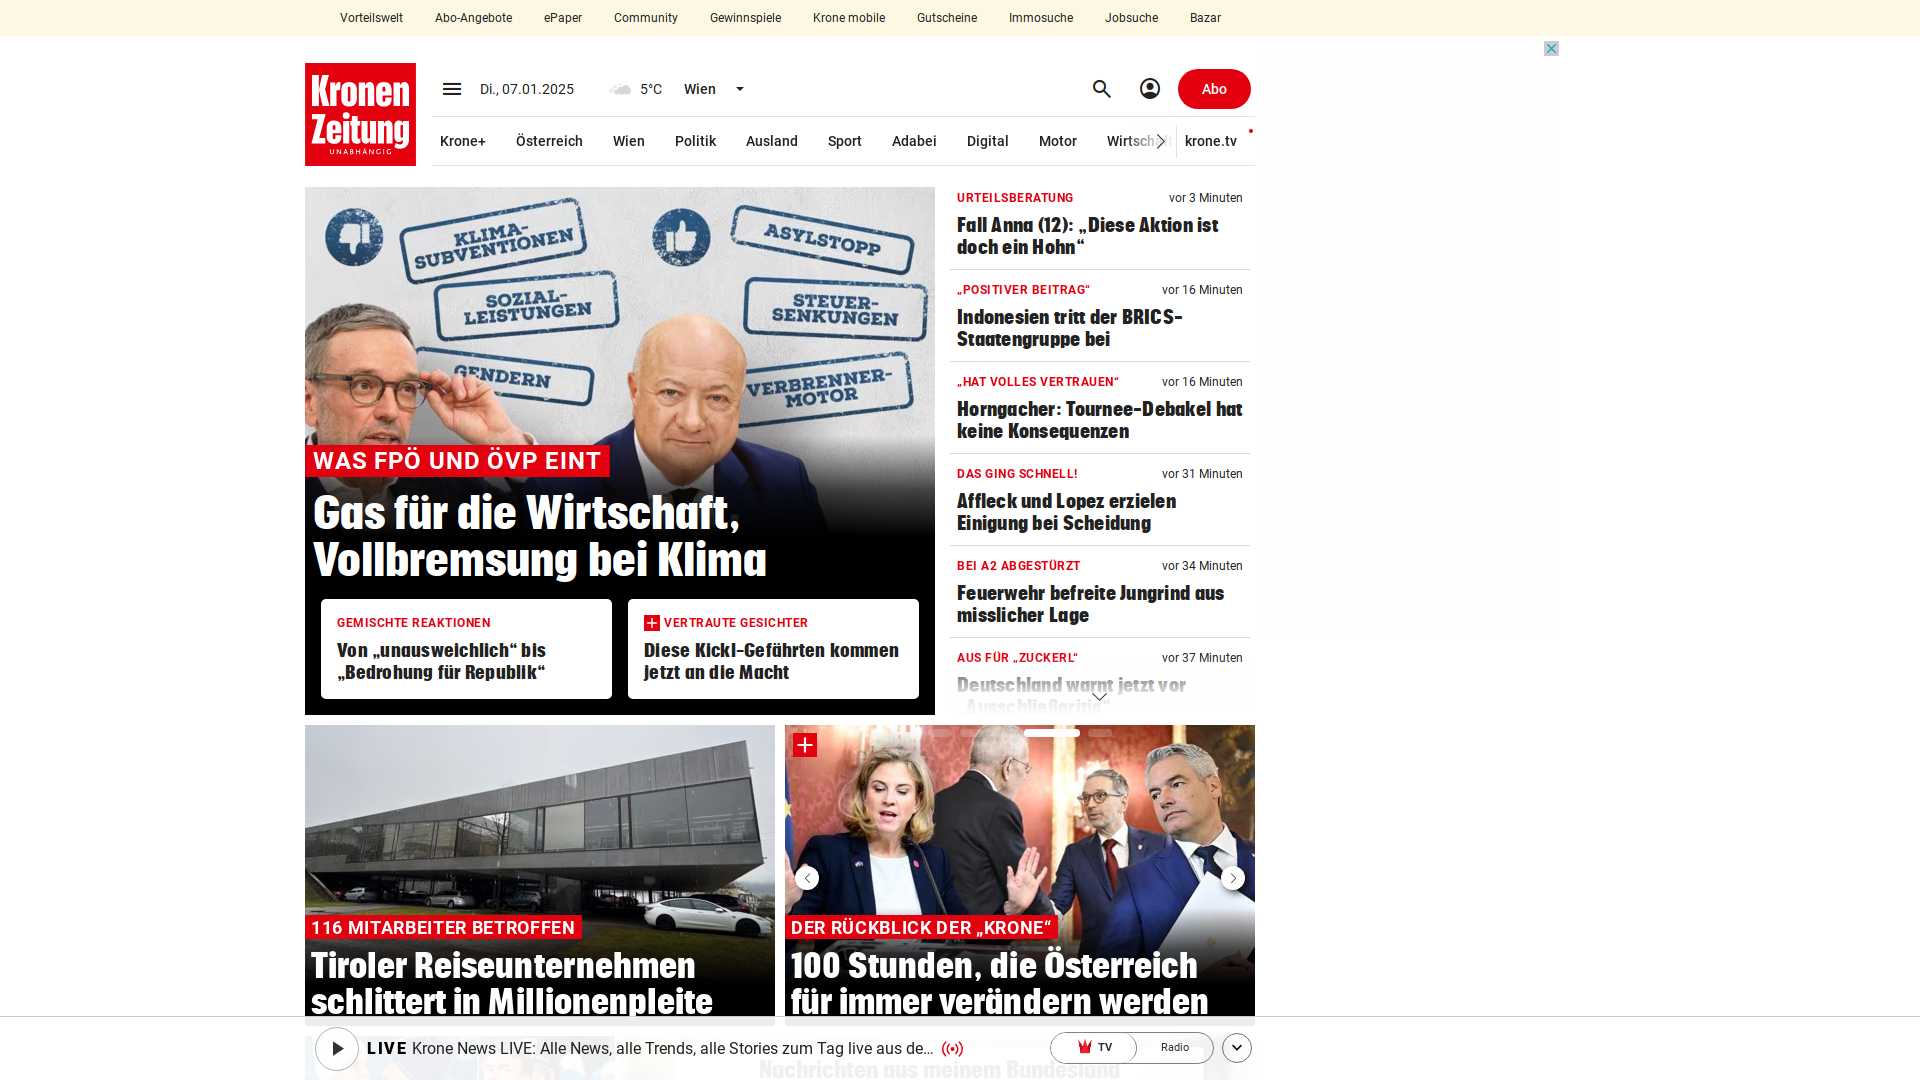 Vorteilswelt Abo-Angebote ePaper Community Gewinnspiele Krone mobile Gutscheine Immosuche Jobsuche Bazar
Kronen
Zeitung
UNABHÄNGIG
Di., 07.01.2025 5°C Wien
Abo
Krone+ Österreich Wien Politik Ausland Sport Adabei Digital Motor Wirtschaft krone.tv
KLIMA-
SUBVENTIONEN
SOZIAL-
LEISTUNGEN
GENDERN
ASYLSTOPP
STEUER-
SENKUNGEN
VERBRENNER-
MOTOR
WAS FPÖ UND ÖVP EINT
Gas für die Wirtschaft,
Vollbremsung bei Klima
GEMISCHTE REAKTIONEN
Von „unausweichlich“ bis
„Bedrohung für Republik“
VERTRAUTE GESICHTER
Diese Kickl-Gefährten kommen
jetzt an die Macht
URTEILSBERATUNG vor 3 Minuten
Fall Anna (12): „Diese Aktion ist
doch ein Hohn“
„POSITIVER BEITRAG“ vor 16 Minuten
Indonesien tritt der BRICS-
Staatengruppe bei
„HAT VOLLES VERTRAUEN“ vor 16 Minuten
Horngacher: Tournee-Debakel hat
keine Konsequenzen
DAS GING SCHNELL! vor 31 Minuten
Affleck und Lopez erzielen
Einigung bei Scheidung
BEI A2 ABGESTÜRZT vor 34 Minuten
Feuerwehr befreite Jungrind aus
misslicher Lage
AUS FÜR „ZUCKERL“ vor 37 Minuten
Deutschland warnt jetzt vor
„Ausschließeritis“
116 MITARBEITER BETROFFEN
Tiroler Reiseunternehmen
schlittert in Millionenpleite
DER RÜCKBLICK DER „KRONE“
100 Stunden, die Österreich
für immer verändern werden
LIVE Krone News LIVE: Alle News, alle Trends, alle Stories zum Tag live aus de...
TV Radio
Nachrichten aus meinem Bundesland